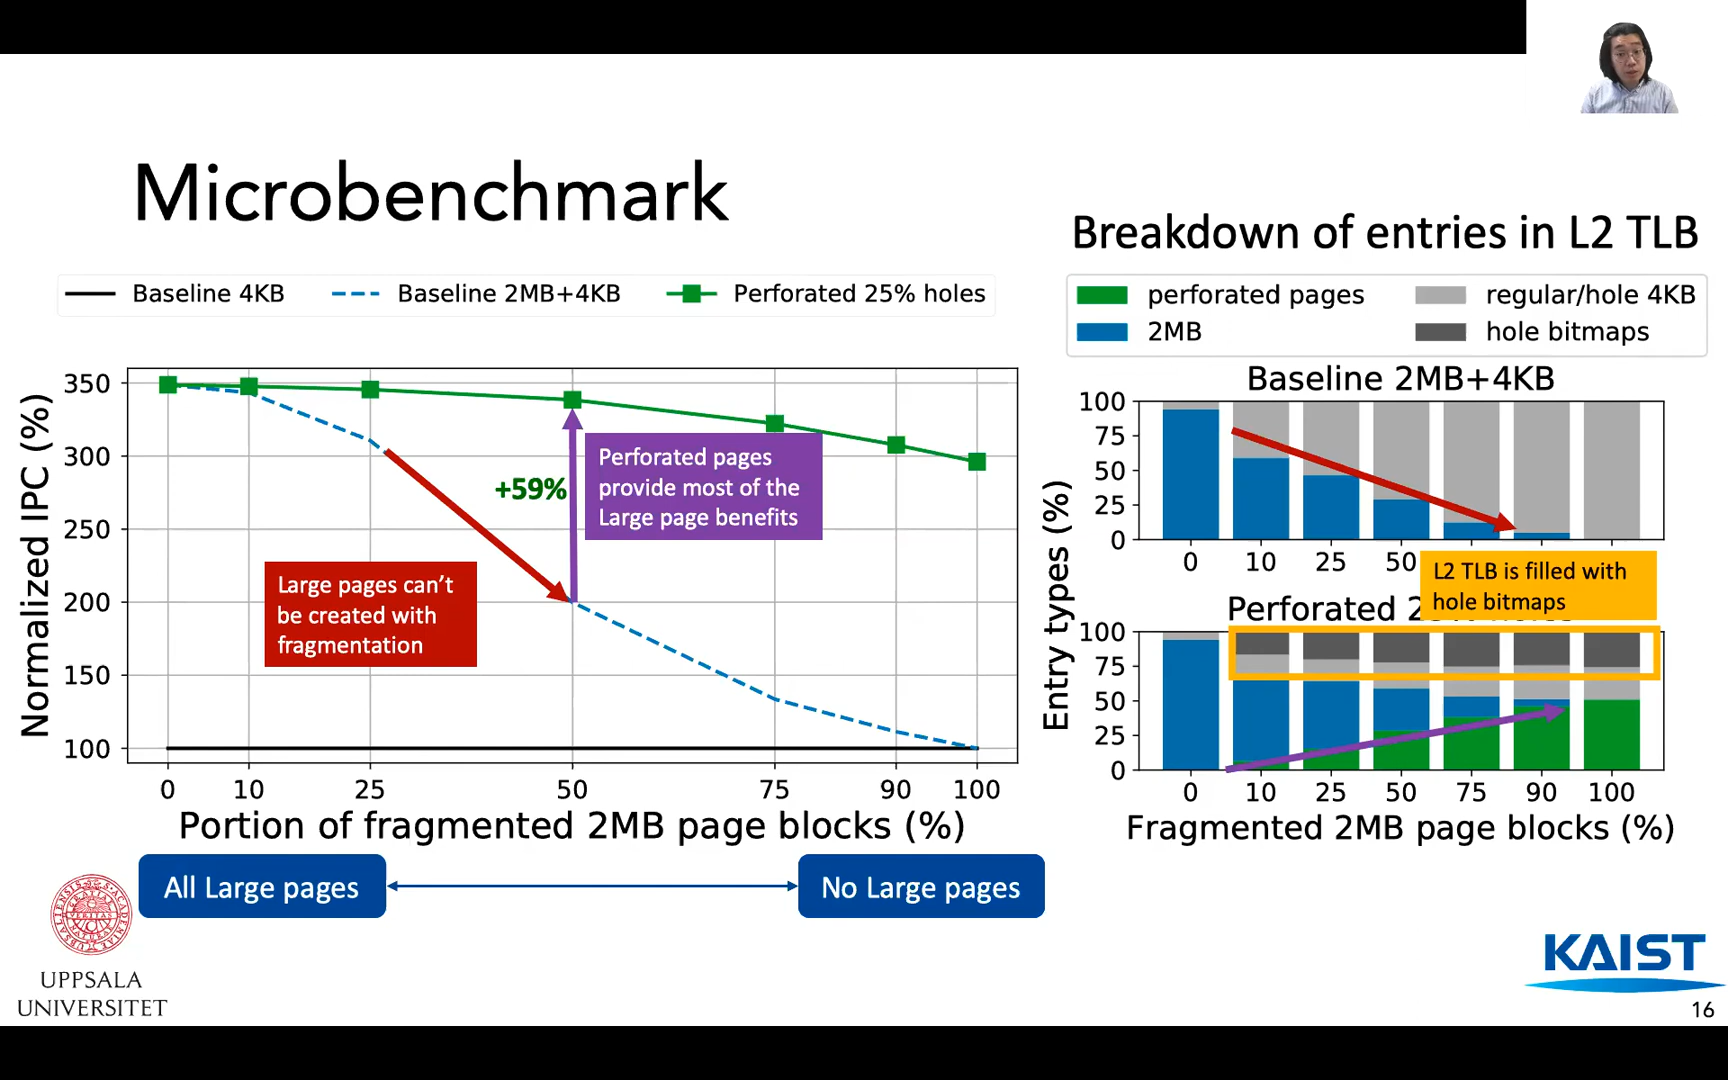 Microbenchmark
Baseline 4KB
Baseline 2MB+4KB
Perforated 25% holes
Normalized IPC (%)
350
300
250
200
150
100
+59%
Perforated pages
provide most of the
Large page benefits
Large pages can't
be created with
fragmentation
0 10 25 50 75 90 100
Portion of fragmented 2MB page blocks (%)
All Large pages
No Large pages
Breakdown of entries in L2 TLB
perforated pages
regular/hole 4KB
2MB
hole bitmaps
Entry types (%)
Baseline 2MB+4KB
100
75
50
25
0
0 10 25 50
L2 TLB is filled with
hole bitmaps
Perforated 2
100
75
50
25
0
0 10 25 50 75 90 100
Fragmented 2MB page blocks (%)
UPPSALA
UNIVERSITET
KAIST
16